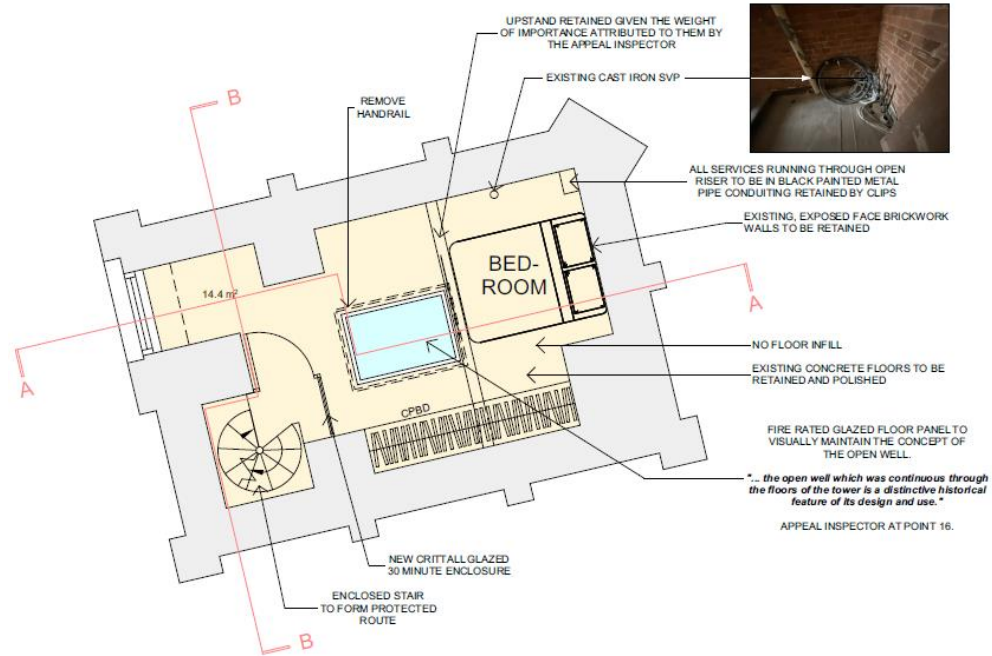 UPSTAND RETAINED GIVEN THE WEIGHT
OF IMPORTANCE ATTRIBUTED TO THEM BY
THE APPEAL INSPECTOR
EXISTING CAST IRON SVP
B
REMOVE
HANDRAIL
ALL SERVICES RUNNING THROUGH OPEN
RISER TO BE IN BLACK PAINTED METAL
PIPE CONDUITING RETAINED BY CLIPS
EXISTING, EXPOSED FACE BRICKWORK
WALLS TO BE RETAINED
BED-
ROOM
14.4 m²
A
A
NO FLOOR INFILL
EXISTING CONCRETE FLOORS TO BE
RETAINED AND POLISHED
CPBD
FIRE RATED GLAZED FLOOR PANEL TO
VISUALLY MAINTAIN THE CONCEPT OF
THE OPEN WELL.
"... the open well which was continuous through
the floors of the tower is a distinctive historical
feature of its design and use."
APPEAL INSPECTOR AT POINT 16.
NEW CRITTALL GLAZED
30 MINUTE ENCLOSURE
ENCLOSED STAIR
TO FORM PROTECTED
ROUTE
B